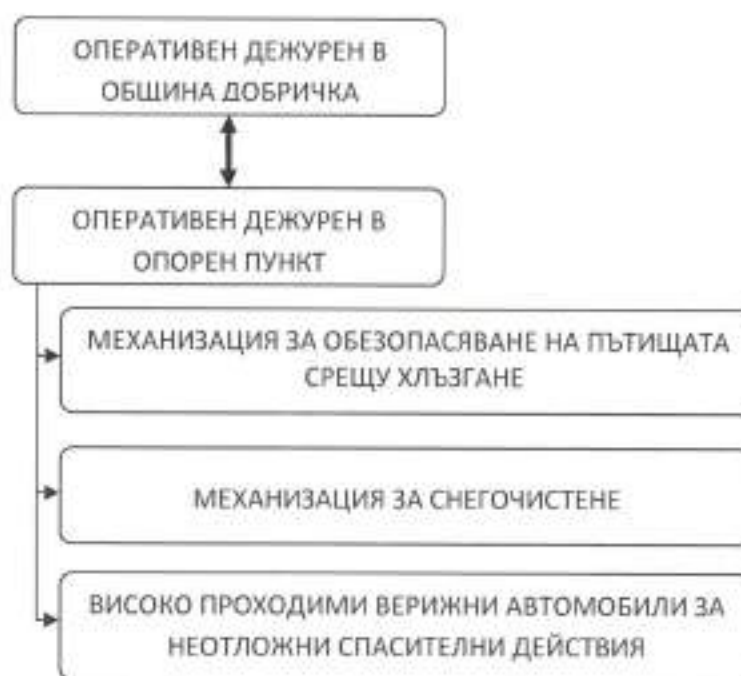 ОПЕРАТИВЕН ДЕЖУРЕН В
ОБЩИНА ДОБРИЧКА
ОПЕРАТИВЕН ДЕЖУРЕН В
ОПОРЕН ПУНКТ
МЕХАНИЗАЦИЯ ЗА ОБЕЗОПАСЯВАНЕ НА ПЪТИЩАТА
СРЕЩУ ХЛЪЗГАНЕ
МЕХАНИЗАЦИЯ ЗА СНЕГОЧИСТЕНЕ
ВИСОКО ПРОХОДИМИ ВЕРИЖНИ АВТОМОБИЛИ ЗА
НЕОТЛОЖНИ СПАСИТЕЛНИ ДЕЙСТВИЯ